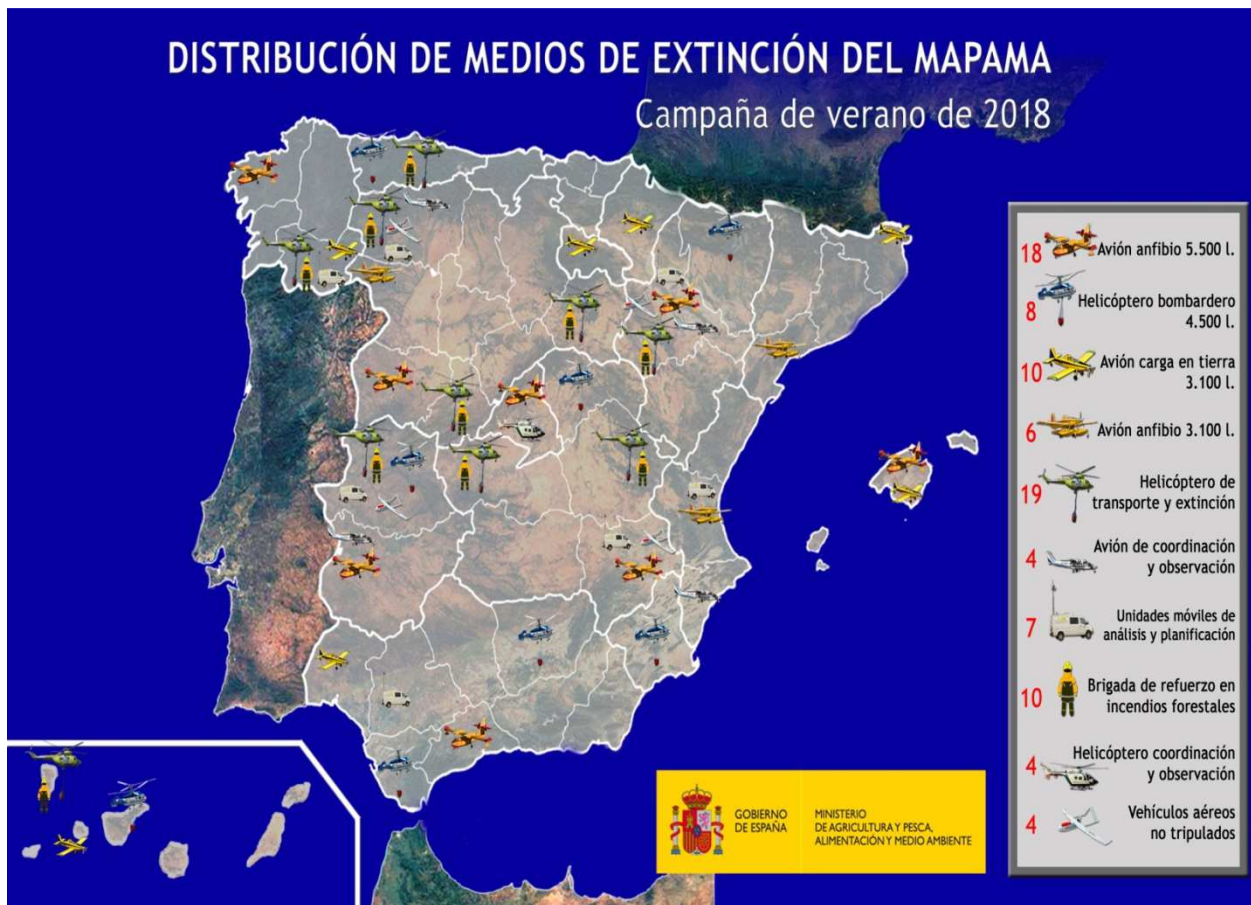 DISTRIBUCIÓN DE MEDIOS DE EXTINCIÓN DEL MAPAMA
Campaña de verano de 2018
18 Avión anfibio 5.500 l.
8 Helicóptero bombardero
4.500 l.
10 Avión carga en tierra
3.100 l.
6 Avión anfibio 3.100 l.
19 Helicóptero de
transporte y extinción
4 Avión de coordinación
y observación
7 Unidades móviles de
análisis y planificación
10 Brigada de refuerzo en
incendios forestales
4 Helicóptero coordinación
y observación
4 Vehículos aéreos
no tripulados
GOBIERNO
DE ESPAÑA
MINISTERIO
DE AGRICULTURA Y PESCA,
ALIMENTACIÓN Y MEDIO AMBIENTE